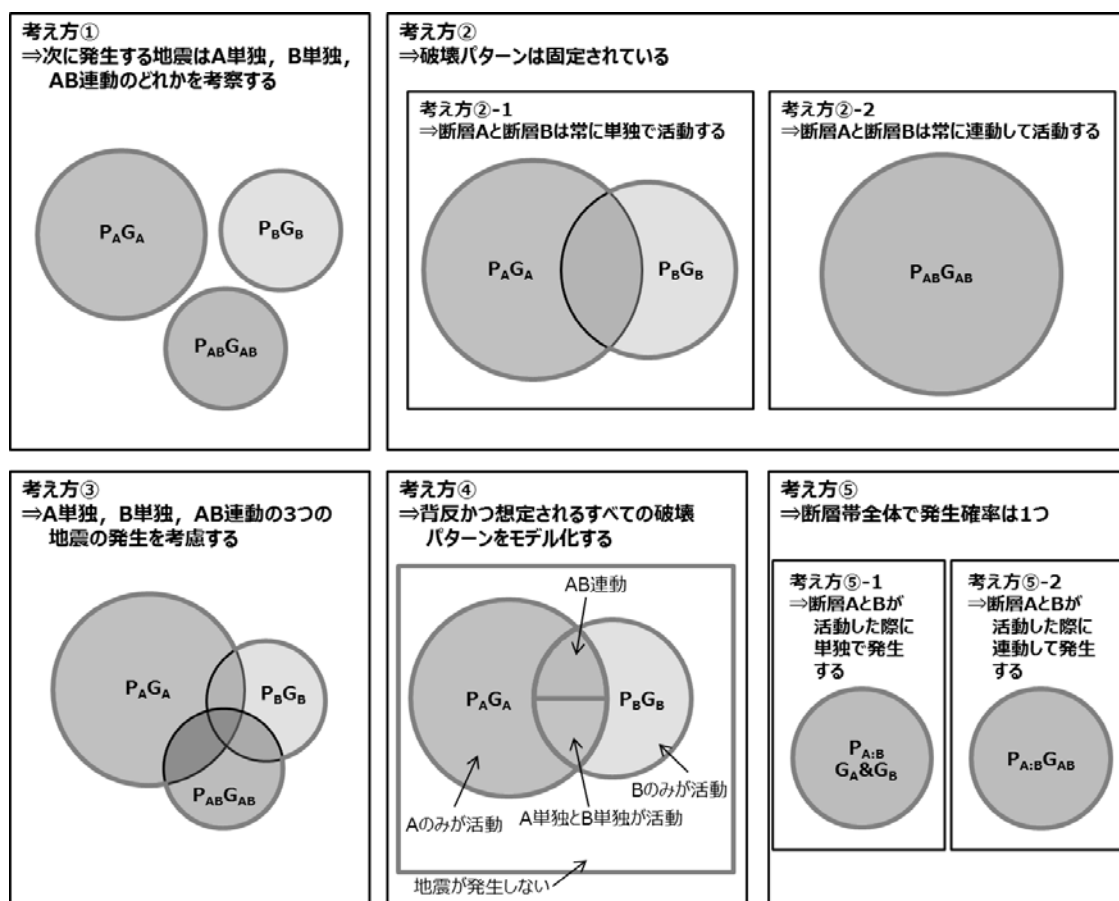 考え方①
⇒次に発生する地震はA単独，B単独，
AB連動のどれかを考察する
PAGA
PBGB
PABGAB
考え方②
⇒破壊パターンは固定されている
考え方②-1
⇒断層Aと断層Bは常に単独で活動する
PAGA
PBGB
考え方②-2
⇒断層Aと断層Bは常に連動して活動する
PABGAB
考え方③
⇒A単独，B単独，AB連動の3つの
地震の発生を考慮する
PAGA
PBGB
PABGAB
考え方④
⇒背反かつ想定されるすべての破壊
パターンをモデル化する
AB連動
PAGA
PBGB
Bのみが活動
Aのみが活動
A単独とB単独が活動
地震が発生しない
考え方⑤
⇒断層帯全体で発生確率は1つ
考え方⑤-1
⇒断層AとBが
活動した際に
単独で発生
する
PA:B
GA&GB
考え方⑤-2
⇒断層AとBが
活動した際に
連動して発生
する
PA:BGAB